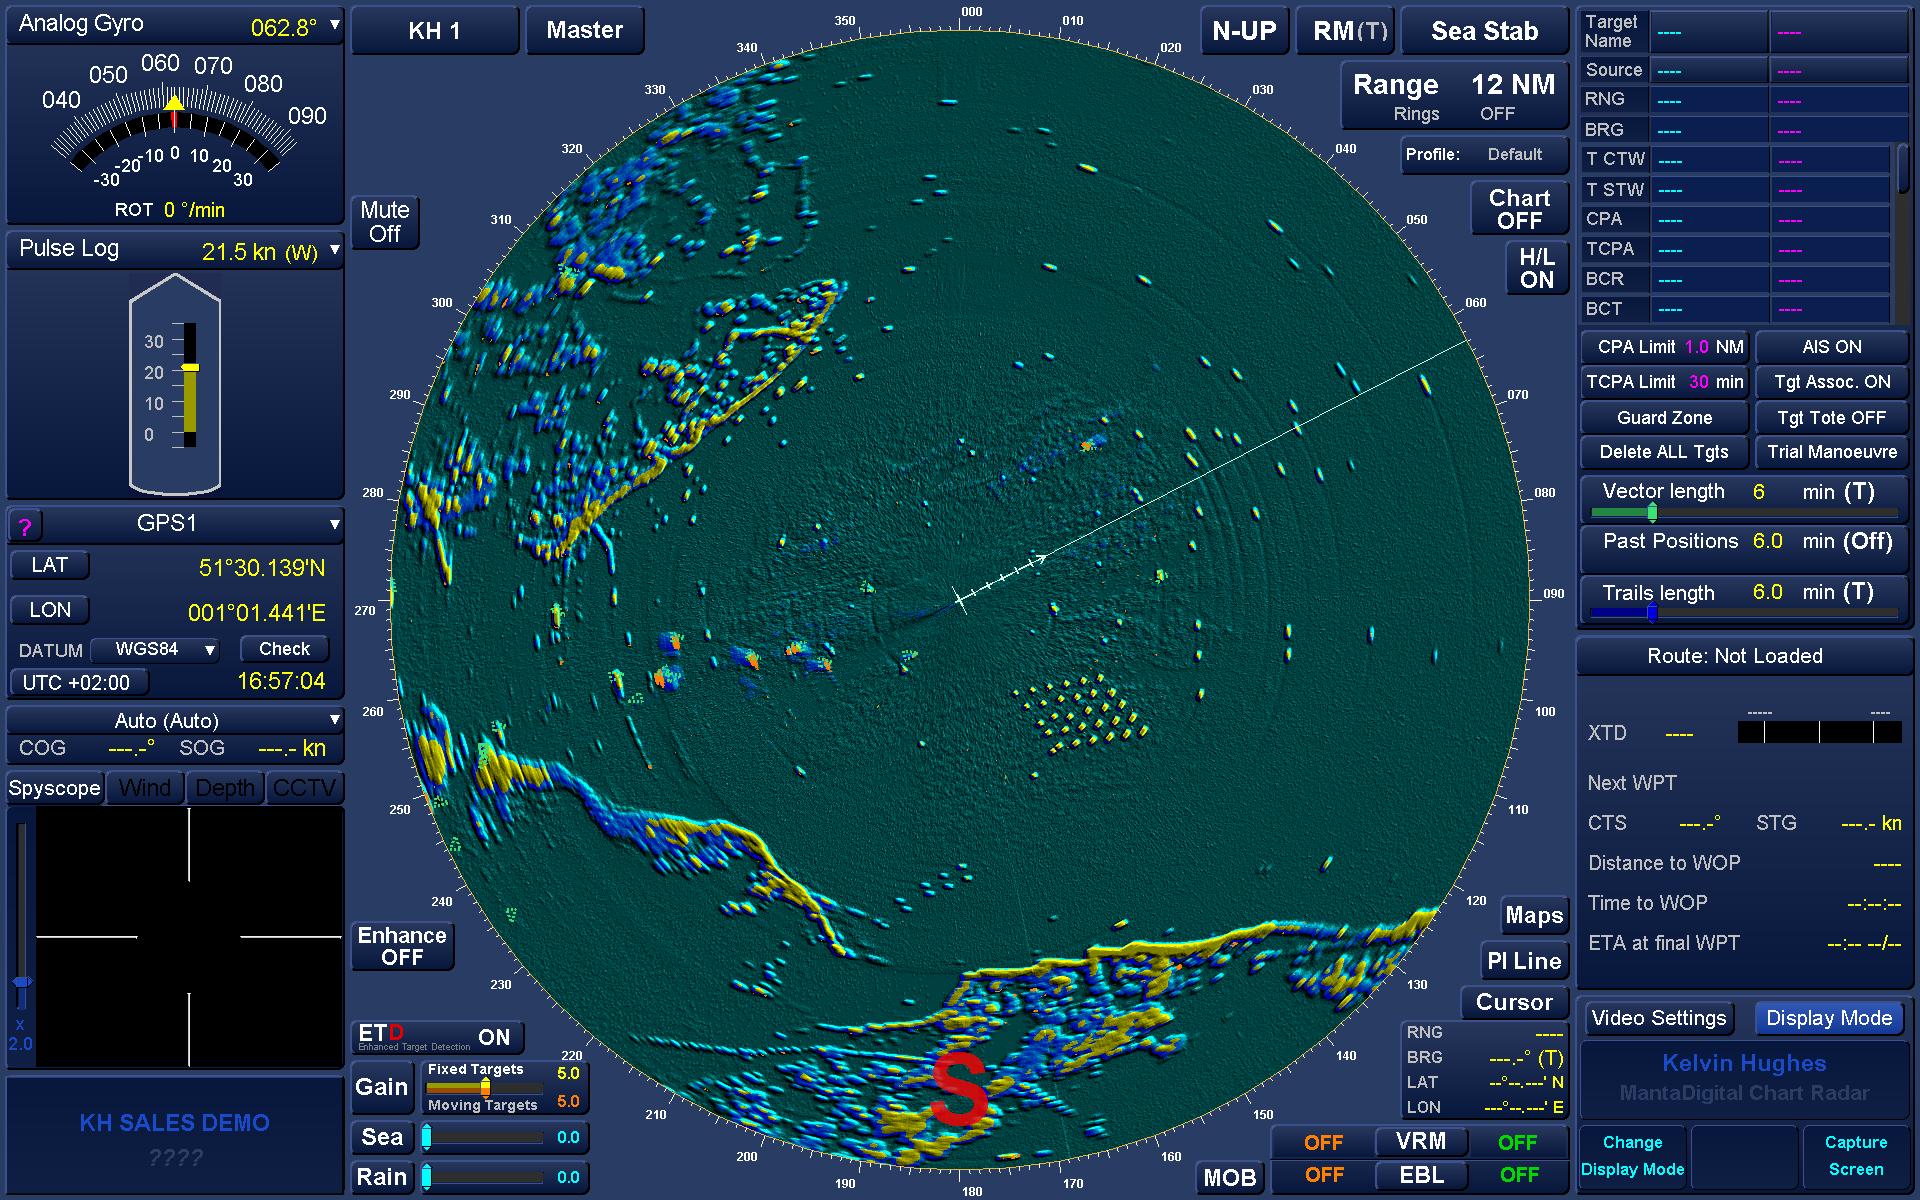 Analog Gyro 062.8°
040 050 060 070 080 090
-30 -20 -10 0 10 20 30
ROT 0 °/min
Pulse Log 21.5 kn (W)
30
20
10
0
? GPS1
LAT 51°30.139'N
LON 001°01.441'E
DATUM WGS84 Check
UTC +02:00 16:57:04
Auto (Auto)
COG ---.-° SOG ---.- kn
Spyscope Wind Depth CCTV
X
2.0
KH SALES DEMO
????
KH 1 Master
Mute
Off
Enhance
OFF
ETD ON
Enhanced Target Detection
Gain Fixed Targets 5.0
Moving Targets 5.0
Sea 0.0
Rain 0.0
000
010
020
030
040
050
060
070
080
090
100
110
120
130
140
150
160
170
180
190
200
210
220
230
240
250
260
270
280
290
300
310
320
330
340
350
S
N-UP RM(T) Sea Stab
Range 12 NM
Rings OFF
Profile: Default
Chart
OFF
H/L
ON
Maps
PI Line
Cursor
RNG ----
BRG ---.-° (T)
LAT --°--.---' N
LON ---°--.---' E
MOB
OFF VRM OFF
OFF EBL OFF
Target
Name ---- ----
Source ---- ----
RNG ---- ----
BRG ---- ----
T CTW ---- ----
T STW ---- ----
CPA ---- ----
TCPA ---- ----
BCR ---- ----
BCT ---- ----
CPA Limit 1.0 NM AIS ON
TCPA Limit 30 min Tgt Assoc. ON
Guard Zone Tgt Tote OFF
Delete ALL Tgts Trial Manoeuvre
Vector length 6 min (T)
Past Positions 6.0 min (Off)
Trails length 6.0 min (T)
Route: Not Loaded
----- ----
XTD ----
Next WPT
CTS ---.-° STG ---.- kn
Distance to WOP ----
Time to WOP --:--:--
ETA at final WPT --:-- --/--
Video Settings Display Mode
Kelvin Hughes
MantaDigital Chart Radar
Change
Display Mode
Capture
Screen